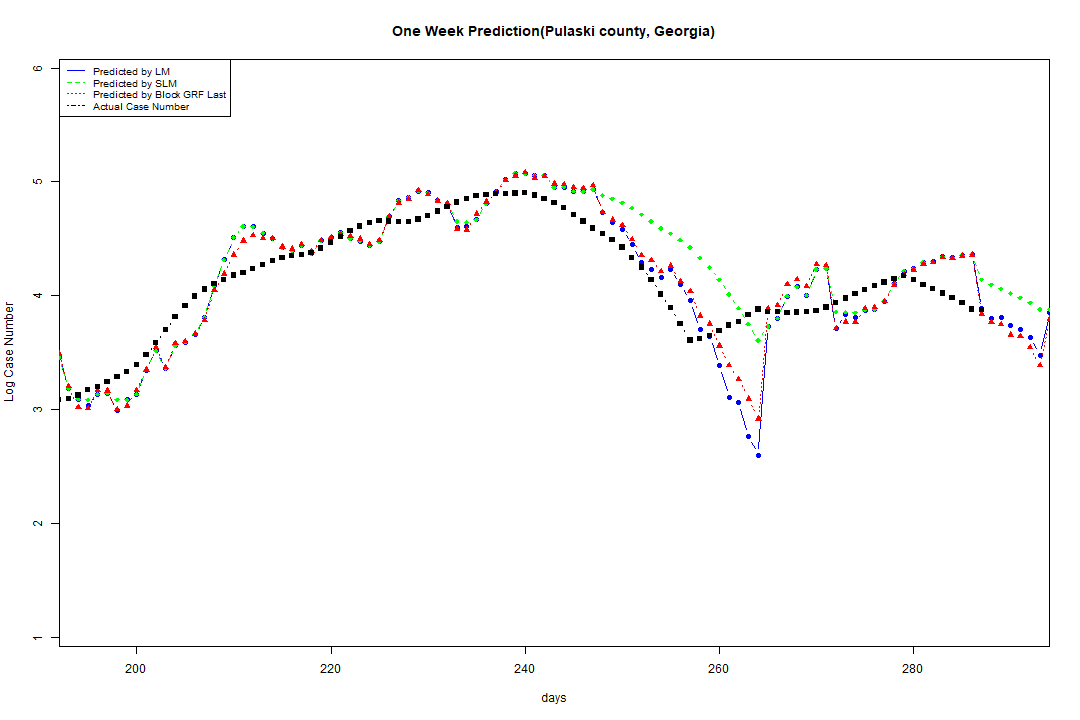 One Week Prediction(Pulaski county, Georgia)
Predicted by LM
Predicted by SLM
Predicted by Block GRF Last
Actual Case Number
6
5
4
3
2
1
Log Case Number
200 220 240 260 280
days